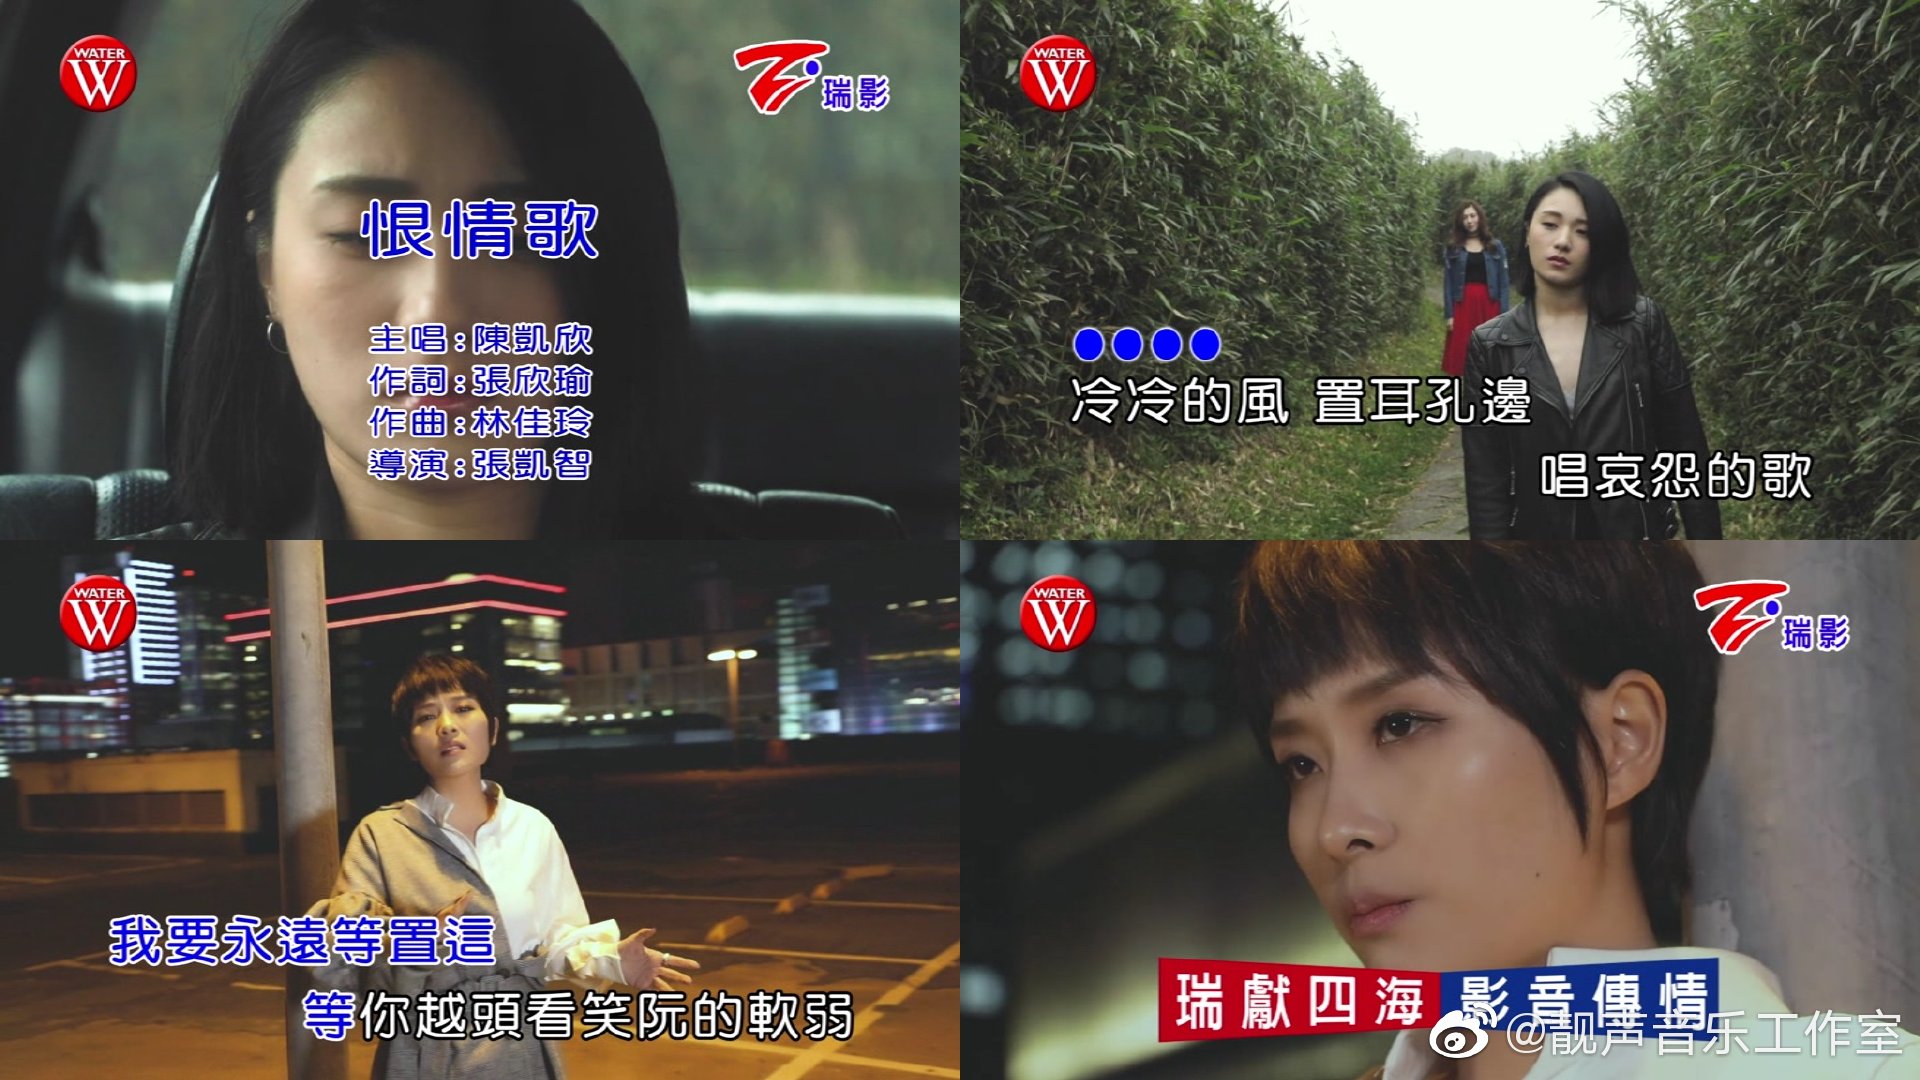 WATER
W
瑞影
恨情歌
主唱:陳凱欣
作詞:張欣瑜
作曲:林佳玲
導演:張凱智
WATER
W
冷冷的風 置耳孔邊
唱哀怨的歌
WATER
W
我要永遠等置這
等你越頭看笑阮的軟弱
WATER
W
瑞影
瑞獻四海 影音傳情
@靓声音乐工作室